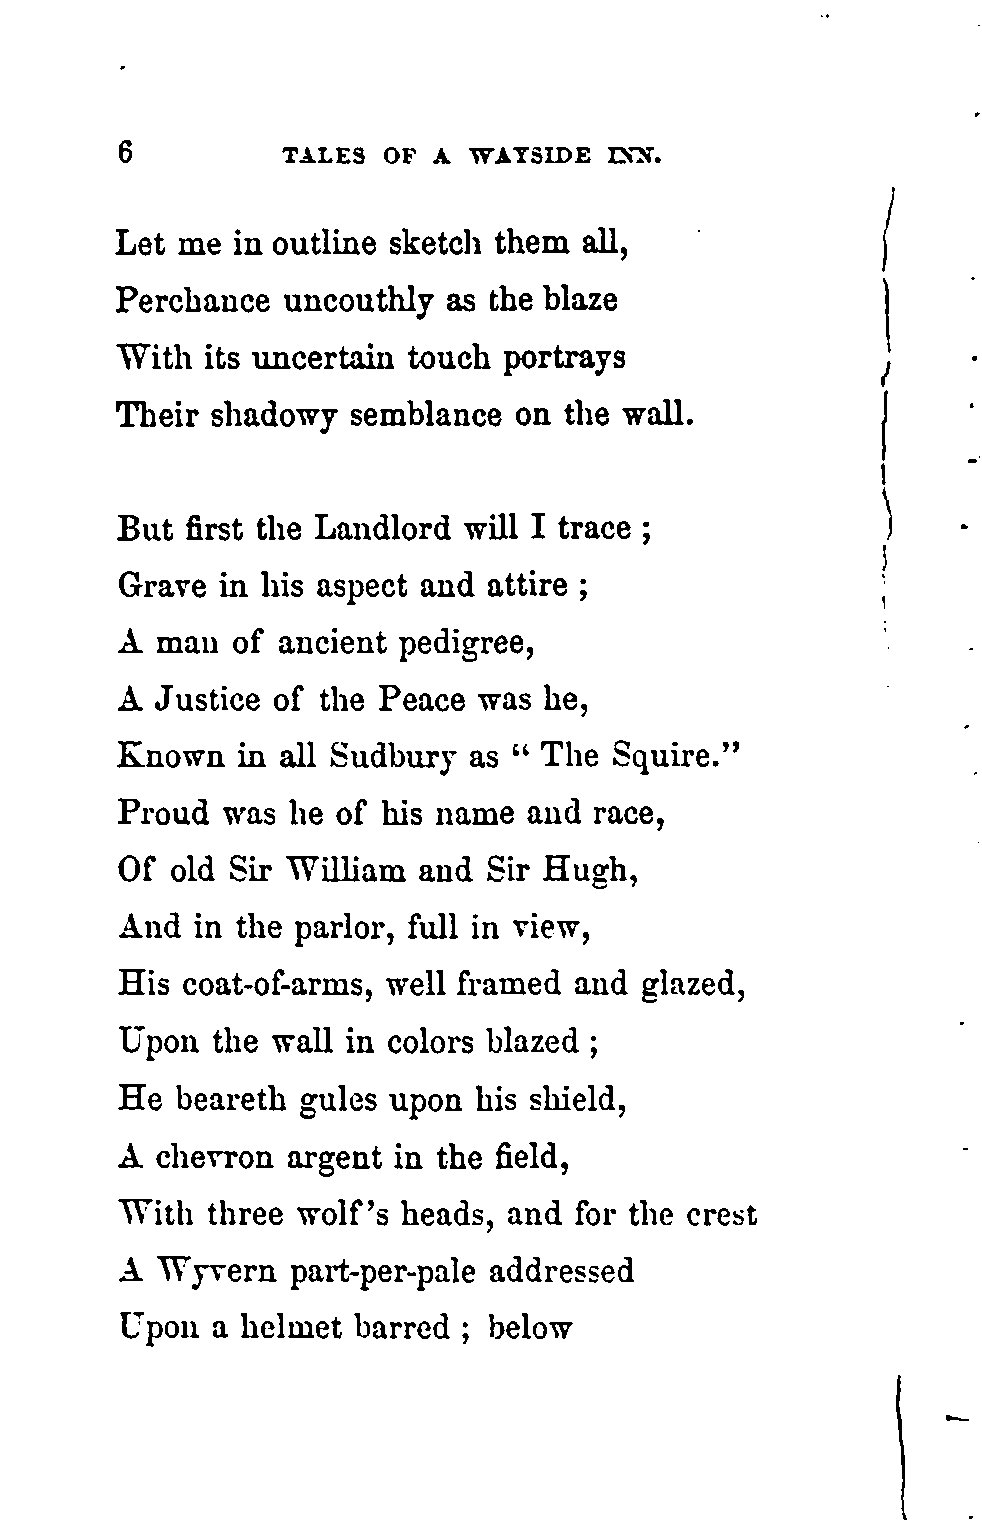 6 TALES OF A WAYSIDE INN.
Let me in outline sketch them all,
Perchance uncouthly as the blaze
With its uncertain touch portrays
Their shadowy semblance on the wall.
But first the Landlord will I trace ;
Grave in his aspect and attire ;
A man of ancient pedigree,
A Justice of the Peace was he,
Known in all Sudbury as “ The Squire.”
Proud was he of his name and race,
Of old Sir William and Sir Hugh,
And in the parlor, full in view,
His coat-of-arms, well framed and glazed,
Upon the wall in colors blazed ;
He beareth gules upon his shield,
A chevron argent in the field,
With three wolf’s heads, and for the crest
A Wyvern part-per-pale addressed
Upon a helmet barred ; below